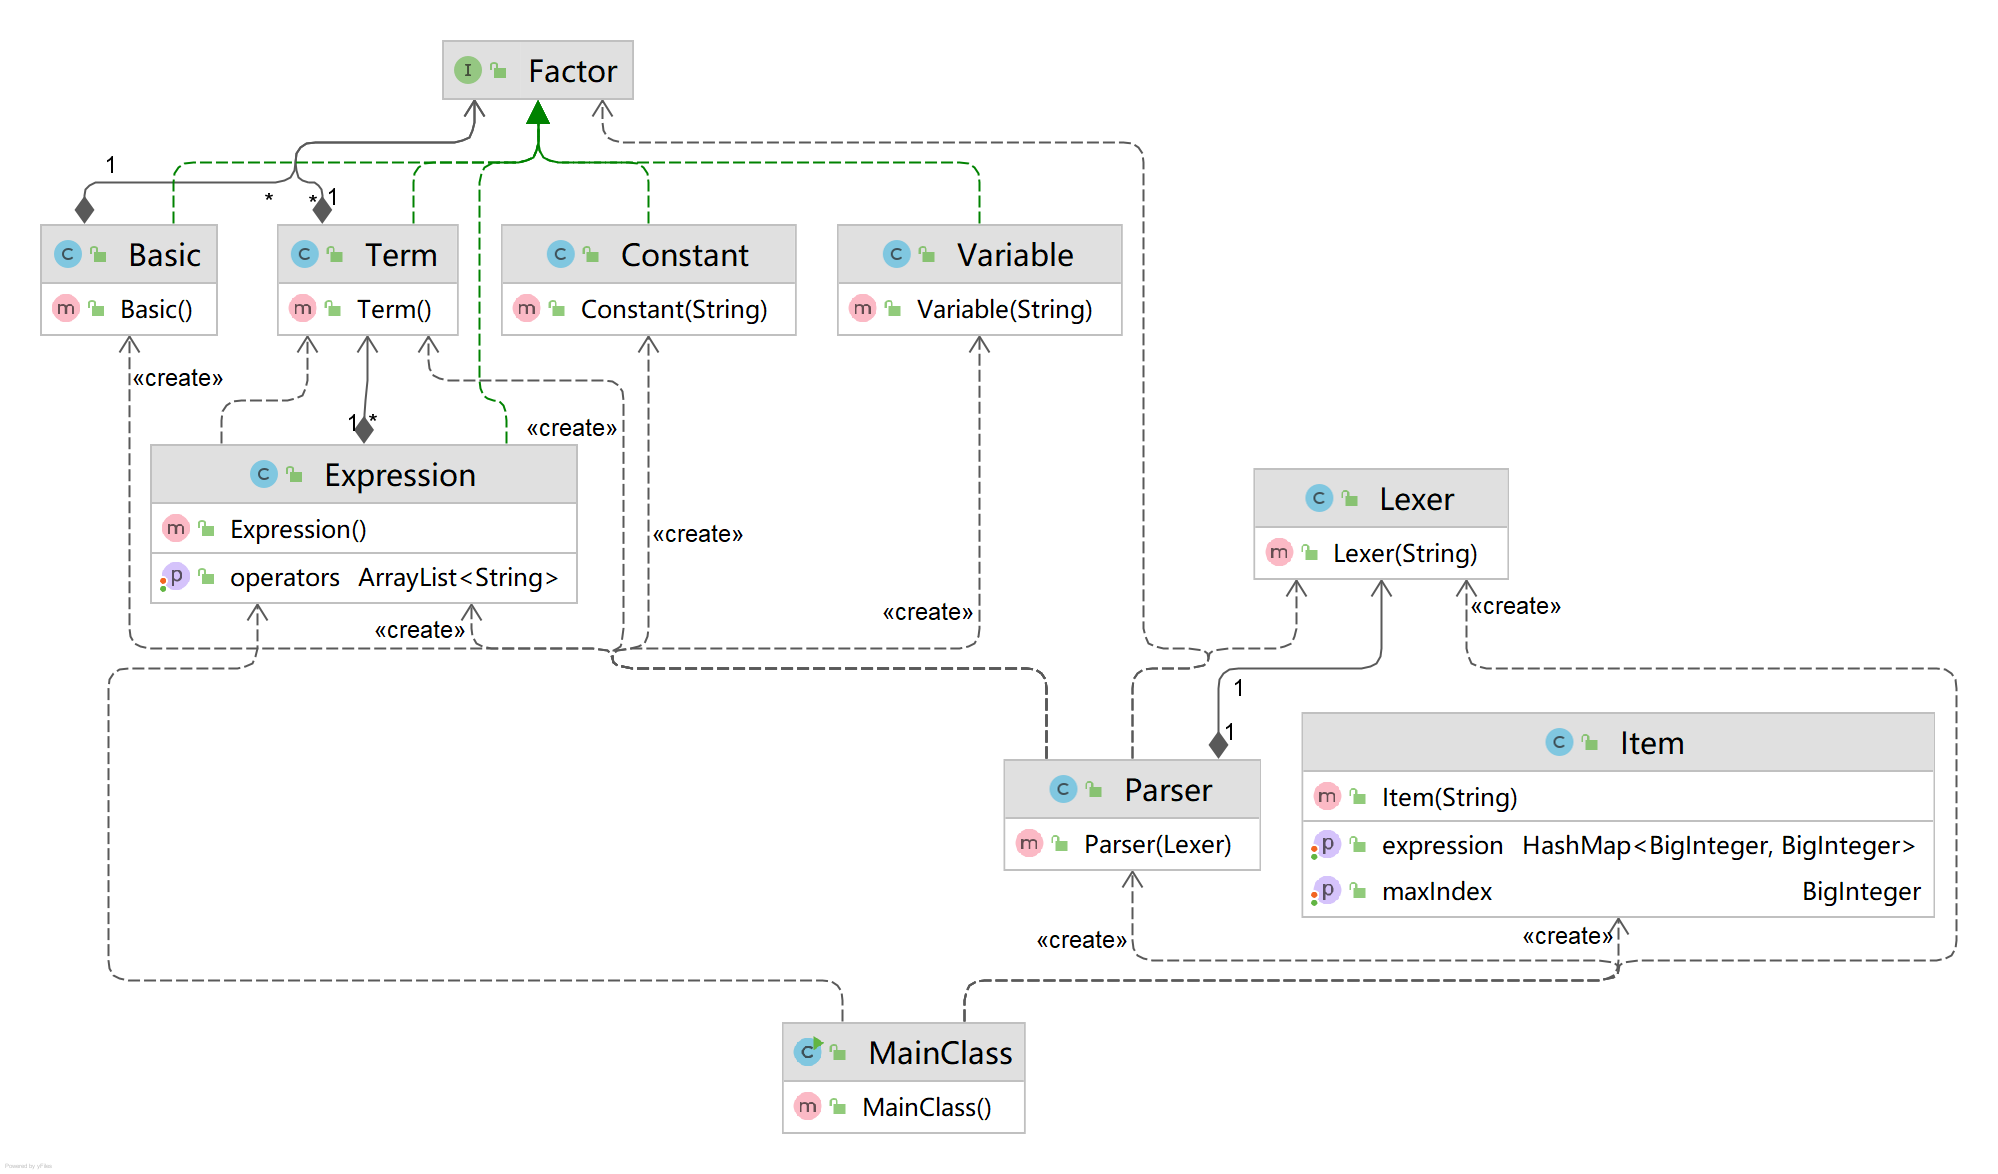 I Factor
1
* * 1
C Basic
m Basic()
C Term
m Term()
C Constant
m Constant(String)
C Variable
m Variable(String)
«create»
1 *
«create»
C Expression
m Expression()
p operators ArrayList<String>
«create»
«create»
«create»
C Lexer
m Lexer(String)
«create»
1
1
C Parser
m Parser(Lexer)
C Item
m Item(String)
p expression HashMap<BigInteger, BigInteger>
p maxIndex BigInteger
«create»
«create»
C MainClass
m MainClass()
Powered by yFiles